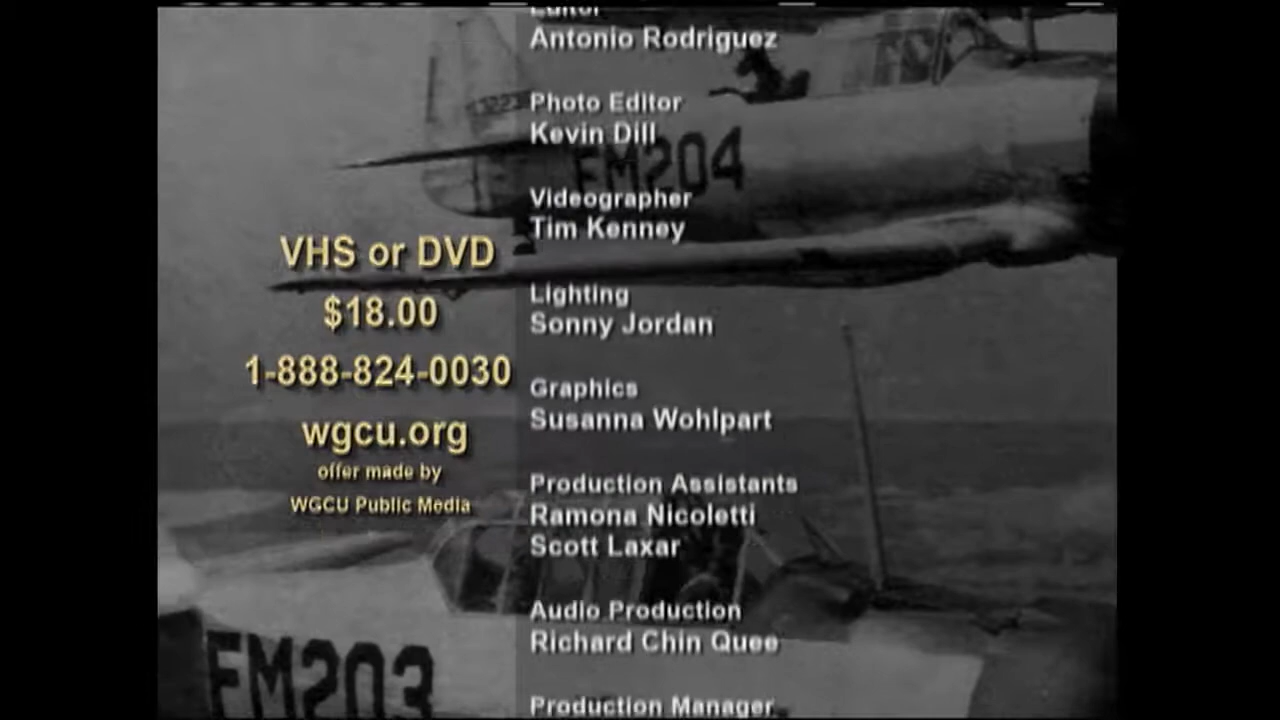 Editor
Antonio Rodriguez
Photo Editor
Kevin Dill
Videographer
Tim Kenney
Lighting
Sonny Jordan
Graphics
Susanna Wohlpart
Production Assistants
Ramona Nicoletti
Scott Laxar
Audio Production
Richard Chin Quee
Production Manager
VHS or DVD
$18.00
1-888-824-0030
wgcu.org
offer made by
WGCU Public Media
FM204
FM203